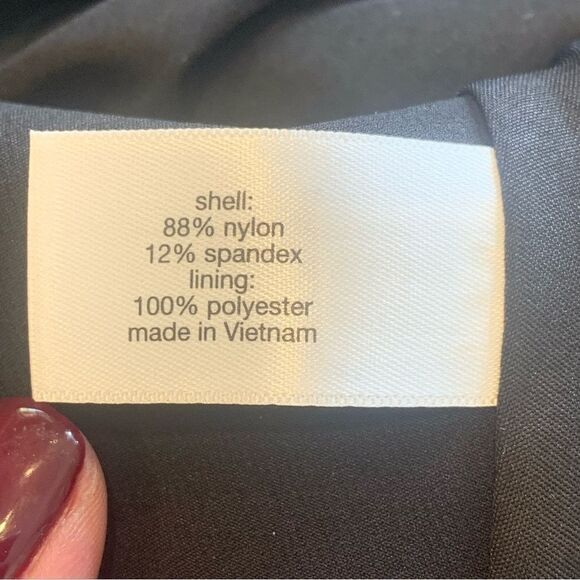 shell:
88% nylon
12% spandex
lining:
100% polyester
made in Vietnam